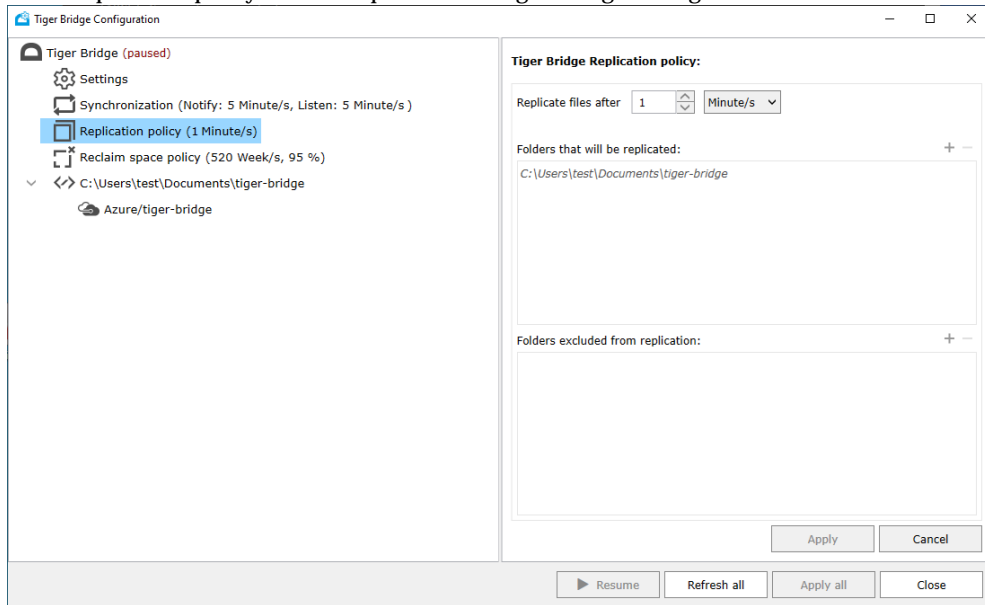 Tiger Bridge Configuration
Tiger Bridge (paused)
Settings
Synchronization (Notify: 5 Minute/s, Listen: 5 Minute/s )
Replication policy (1 Minute/s)
Reclaim space policy (520 Week/s, 95 %)
C:\Users\test\Documents\tiger-bridge
Azure/tiger-bridge
Tiger Bridge Replication policy:
Replicate files after 1 Minute/s
Folders that will be replicated:
C:\Users\test\Documents\tiger-bridge
Folders excluded from replication:
Apply Cancel
Resume Refresh all Apply all Close